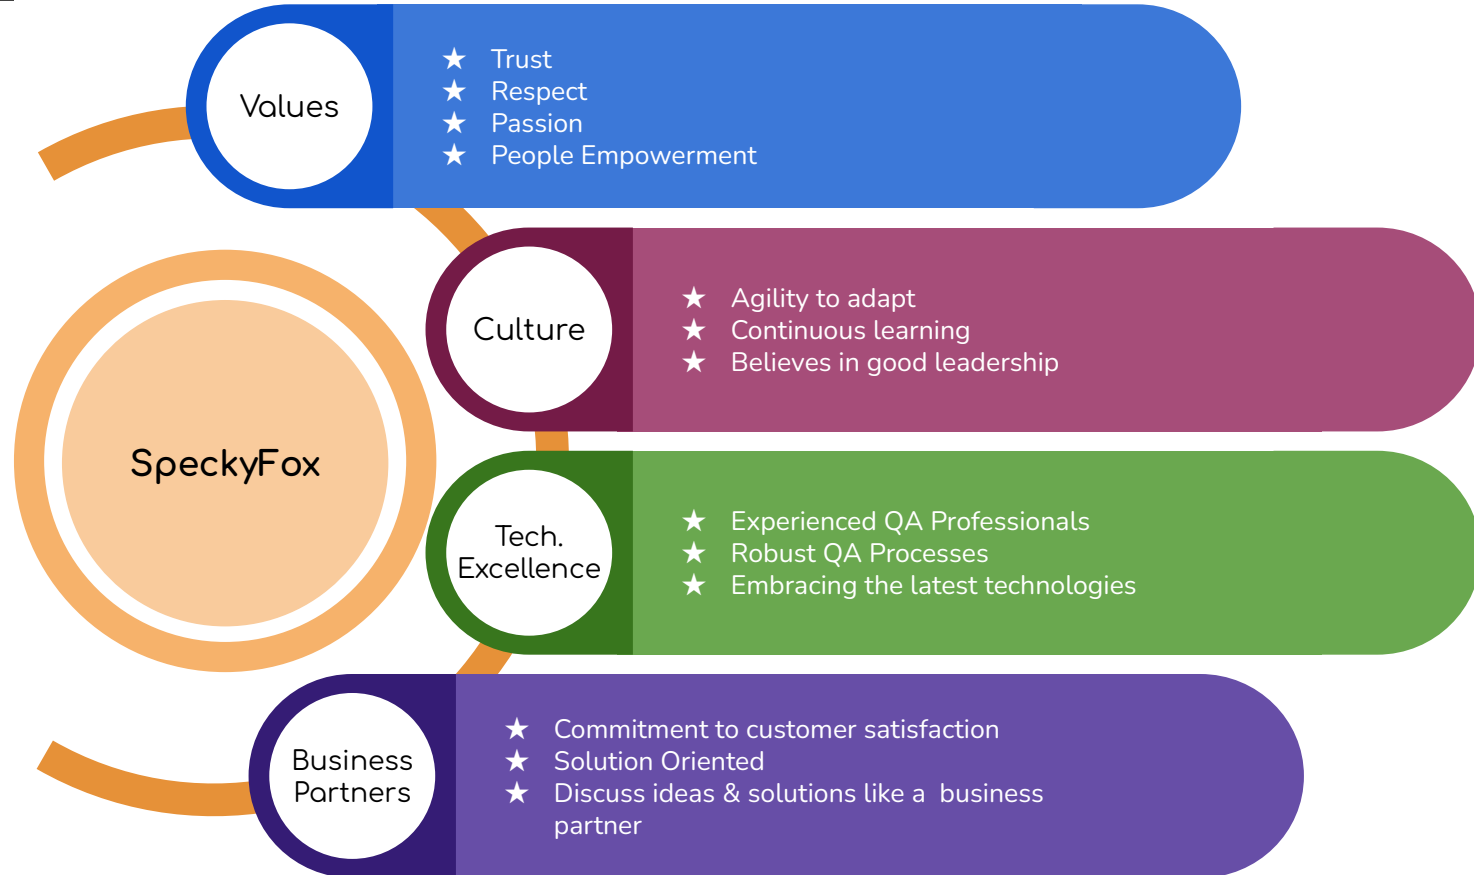 Values
★ Trust
★ Respect
★ Passion
★ People Empowerment
Culture
★ Agility to adapt
★ Continuous learning
★ Believes in good leadership
SpeckyFox
Tech.
Excellence
★ Experienced QA Professionals
★ Robust QA Processes
★ Embracing the latest technologies
Business
Partners
★ Commitment to customer satisfaction
★ Solution Oriented
★ Discuss ideas & solutions like a  business
partner